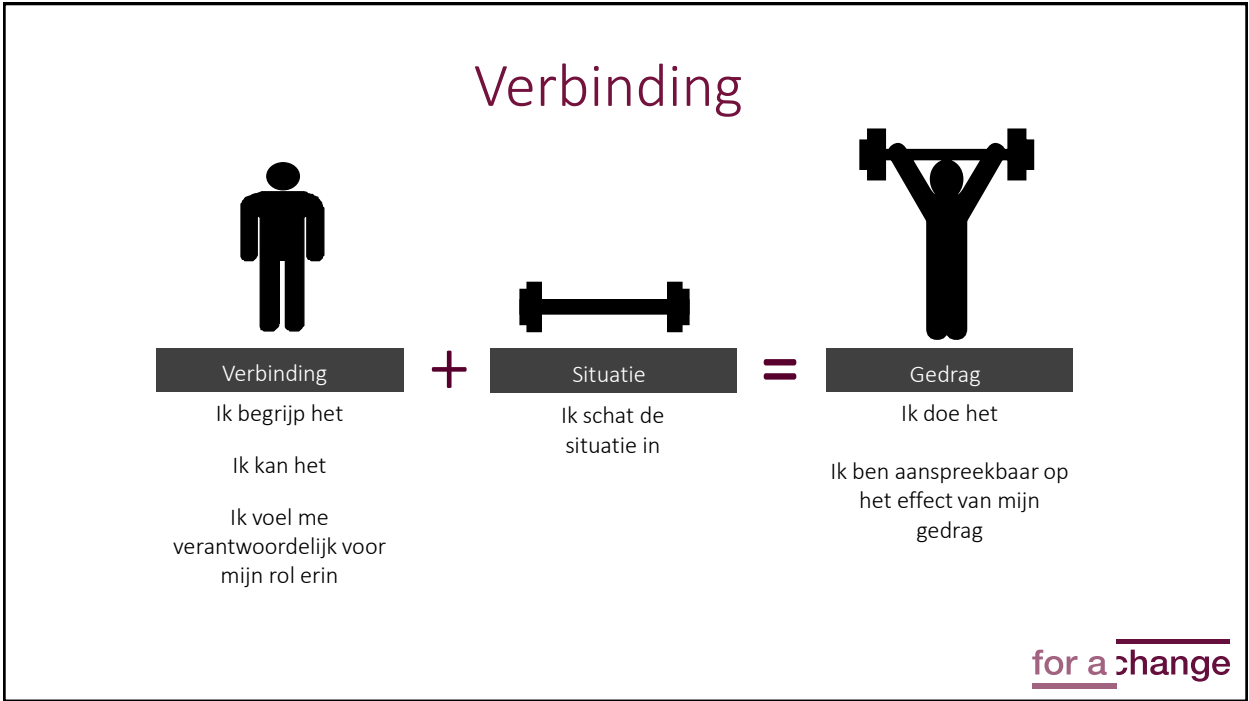 Verbinding
Verbinding
+
Situatie
=
Gedrag
Ik begrijp het
Ik kan het
Ik voel me
verantwoordelijk voor
mijn rol erin
Ik schat de
situatie in
Ik doe het
Ik ben aanspreekbaar op
het effect van mijn
gedrag
for a change